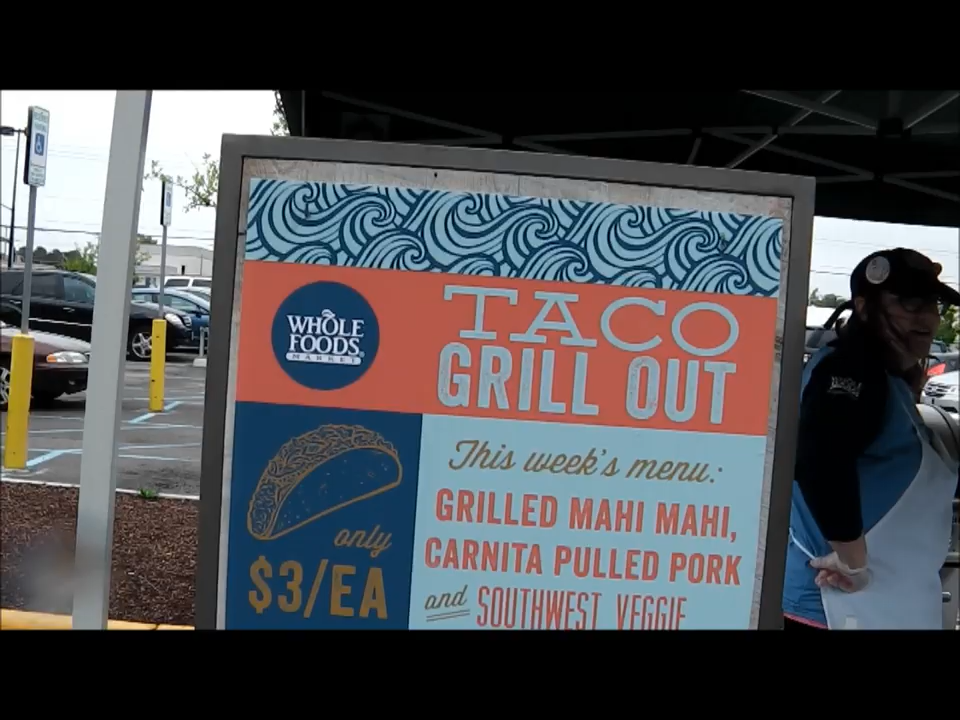 WHOLE
FOODS
MARKET
TACO
GRILL OUT
only
$3/EA
This week's menu:
GRILLED MAHI MAHI,
CARNITA PULLED PORK
and SOUTHWEST VEGGIE